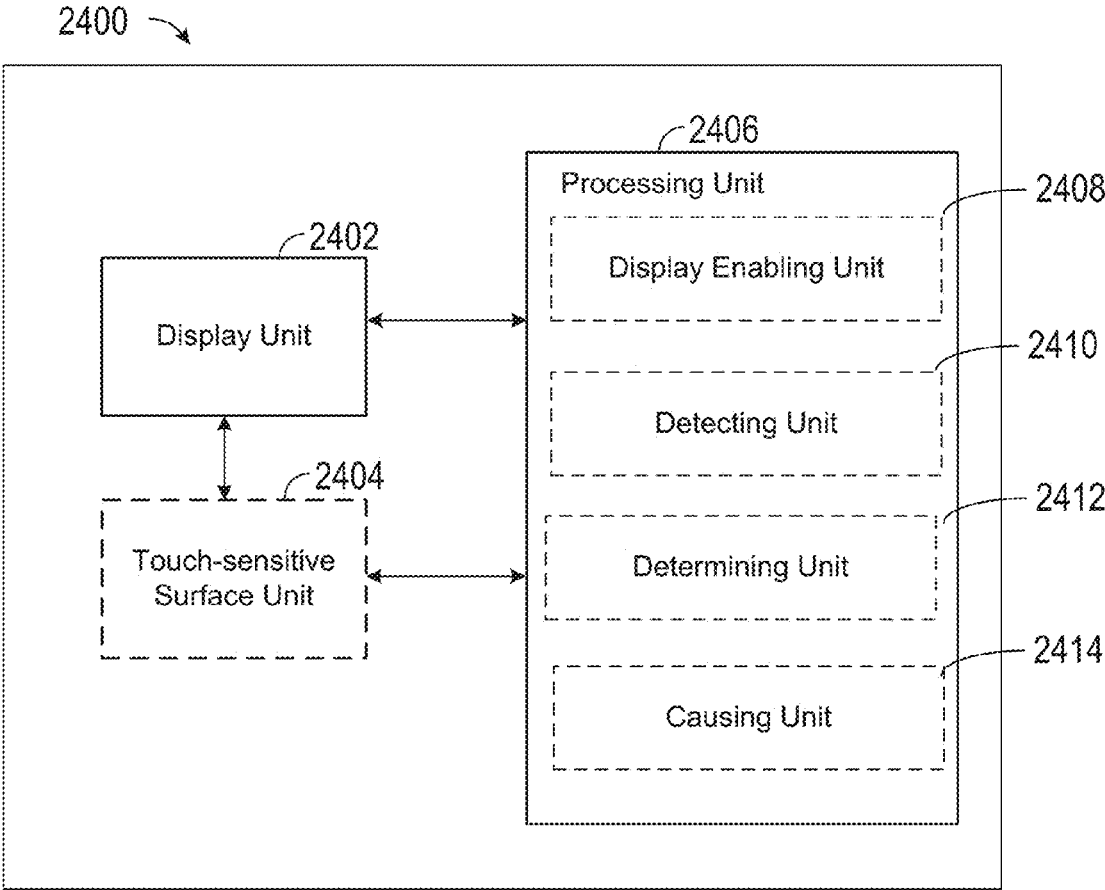 2400
2406
Processing Unit
2408
Display Enabling Unit
2402
Display Unit
2410
Detecting Unit
2404
Touch-sensitive
Surface Unit
2412
Determining Unit
2414
Causing Unit